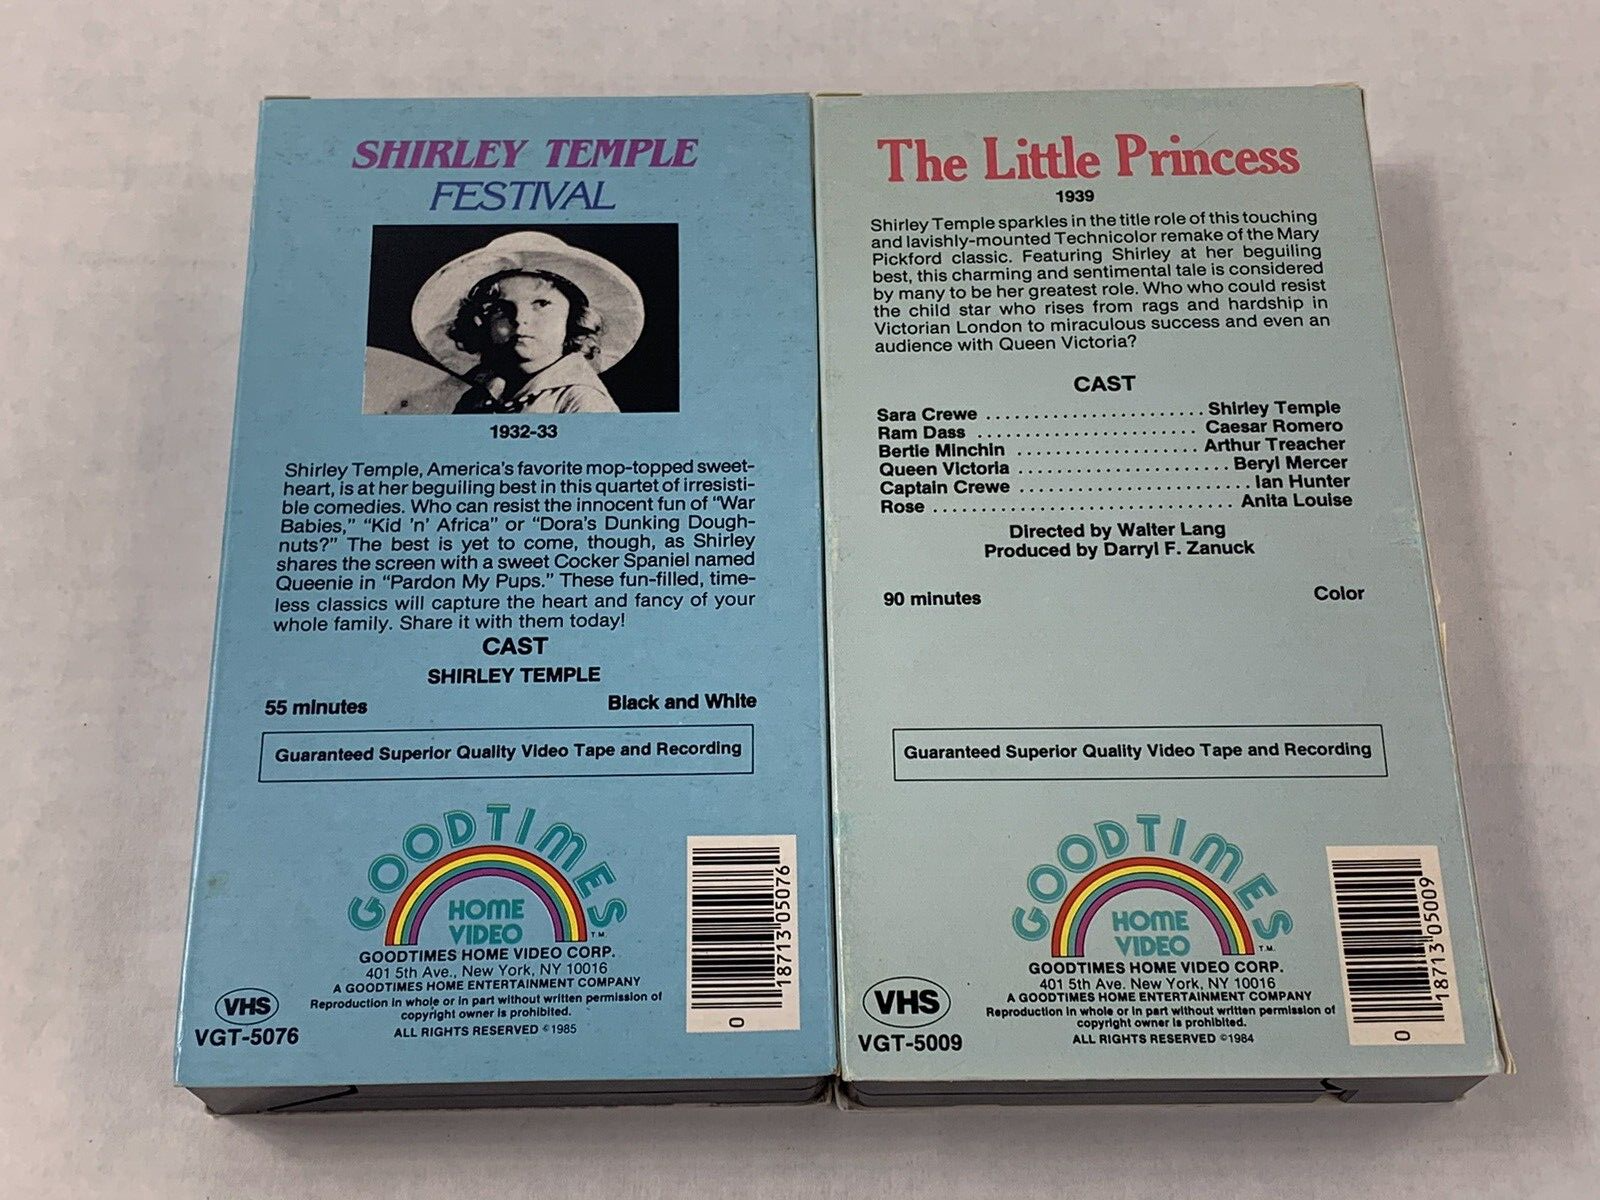 SHIRLEY TEMPLE
FESTIVAL
1932-33
Shirley Temple, America's favorite mop-topped sweet-
heart, is at her beguiling best in this quartet of irresisti-
ble comedies. Who can resist the innocent fun of "War
Babies," "Kid 'n' Africa" or "Dora's Dunking Dough-
nuts?" The best is yet to come, though, as Shirley
shares the screen with a sweet Cocker Spaniel named
Queenie in "Pardon My Pups." These fun-filled, time-
less classics will capture the heart and fancy of your
whole family. Share it with them today!
CAST
SHIRLEY TEMPLE
55 minutes Black and White
Guaranteed Superior Quality Video Tape and Recording
GOODTIMES
HOME
VIDEO
T.M.
GOODTIMES HOME VIDEO CORP.
401 5th Ave., New York, NY 10016
A GOODTIMES HOME ENTERTAINMENT COMPANY
Reproduction in whole or in part without written permission of
copyright owner is prohibited.
ALL RIGHTS RESERVED ©1985
VHS
VGT-5076
0 18713 05076
The Little Princess
1939
Shirley Temple sparkles in the title role of this touching
and lavishly-mounted Technicolor remake of the Mary
Pickford classic. Featuring Shirley at her beguiling
best, this charming and sentimental tale is considered
by many to be her greatest role. Who who could resist
the child star who rises from rags and hardship in
Victorian London to miraculous success and even an
audience with Queen Victoria?
CAST
Sara Crewe ........................ Shirley Temple
Ram Dass ........................ Caesar Romero
Bertie Minchin .................... Arthur Treacher
Queen Victoria ........................ Beryl Mercer
Captain Crewe .......................... Ian Hunter
Rose .................................. Anita Louise
Directed by Walter Lang
Produced by Darryl F. Zanuck
90 minutes Color
Guaranteed Superior Quality Video Tape and Recording
GOODTIMES
HOME
VIDEO
T.M.
GOODTIMES HOME VIDEO CORP.
401 5th Ave. New York, NY 10016
A GOODTIMES HOME ENTERTAINMENT COMPANY
Reproduction in whole or in part without written permission of
copyright owner is prohibited.
ALL RIGHTS RESERVED ©1984
VHS
VGT-5009
0 18713 05009